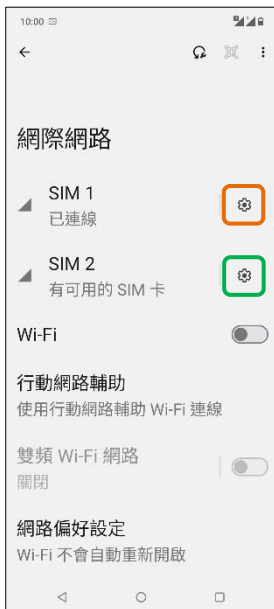 10:00
網際網路
SIM 1
已連線
SIM 2
有可用的 SIM 卡
Wi-Fi
行動網路輔助
使用行動網路輔助 Wi-Fi 連線
雙頻 Wi-Fi 網路
關閉
網路偏好設定
Wi-Fi 不會自動重新開啟